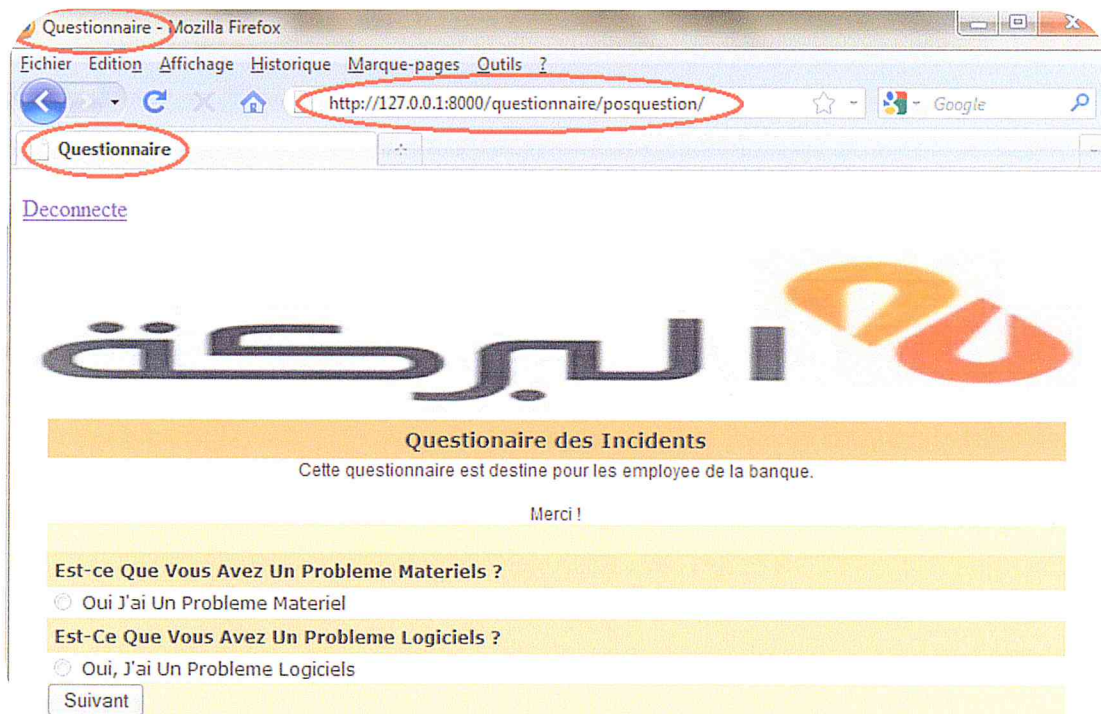 Questionnaire - Mozilla Firefox
Fichier Edition Affichage Historique Marque-pages Outils ?
http://127.0.0.1:8000/questionnaire/posquestion/
Google
Questionnaire
Deconnecte
البركة
Questionaire des Incidents
Cette questionnaire est destine pour les employee de la banque.
Merci !
Est-ce Que Vous Avez Un Probleme Materiels ?
Oui J'ai Un Probleme Materiel
Est-Ce Que Vous Avez Un Probleme Logiciels ?
Oui, J'ai Un Probleme Logiciels
Suivant